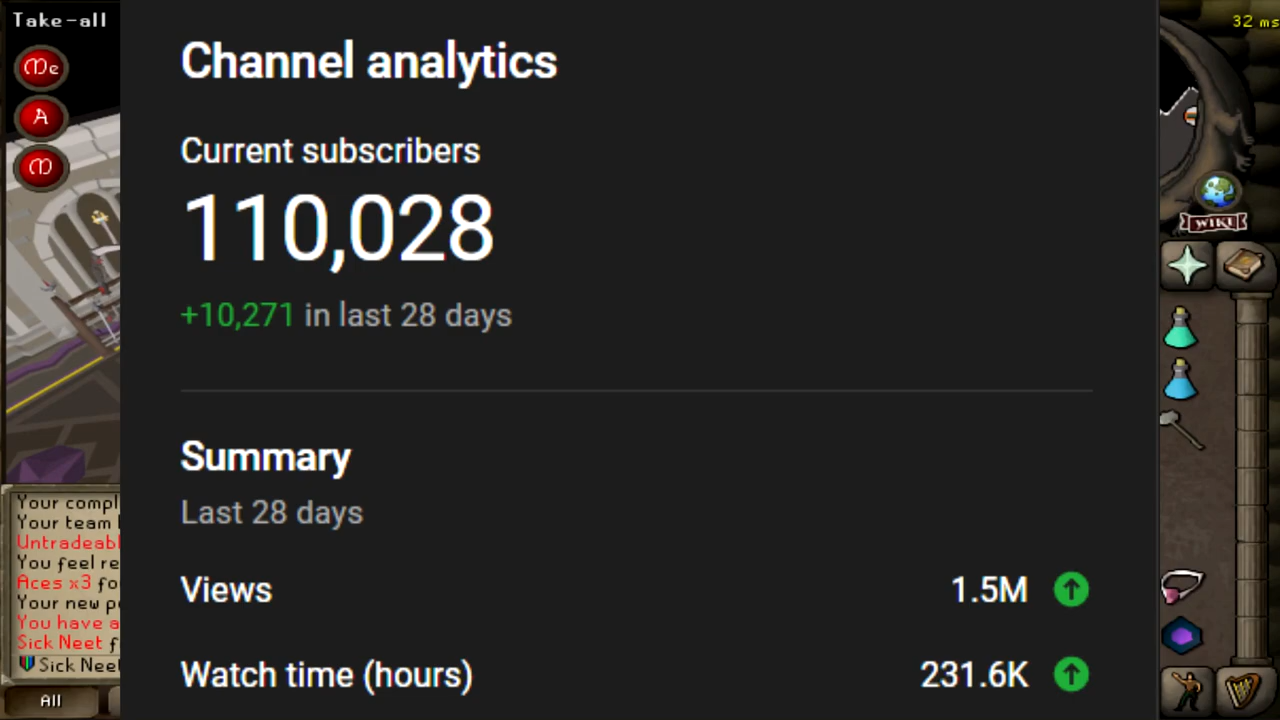 Take-all
32 ms
Me
A
M
WIKI
Channel analytics
Current subscribers
110,028
+10,271 in last 28 days
Summary
Last 28 days
Views 1.5M
Watch time (hours) 231.6K
Your compl
Your team
Untradeabl
You feel re
Aces x3 fo
Your new p
You have a
Sick Neet f
Sick Neet
All